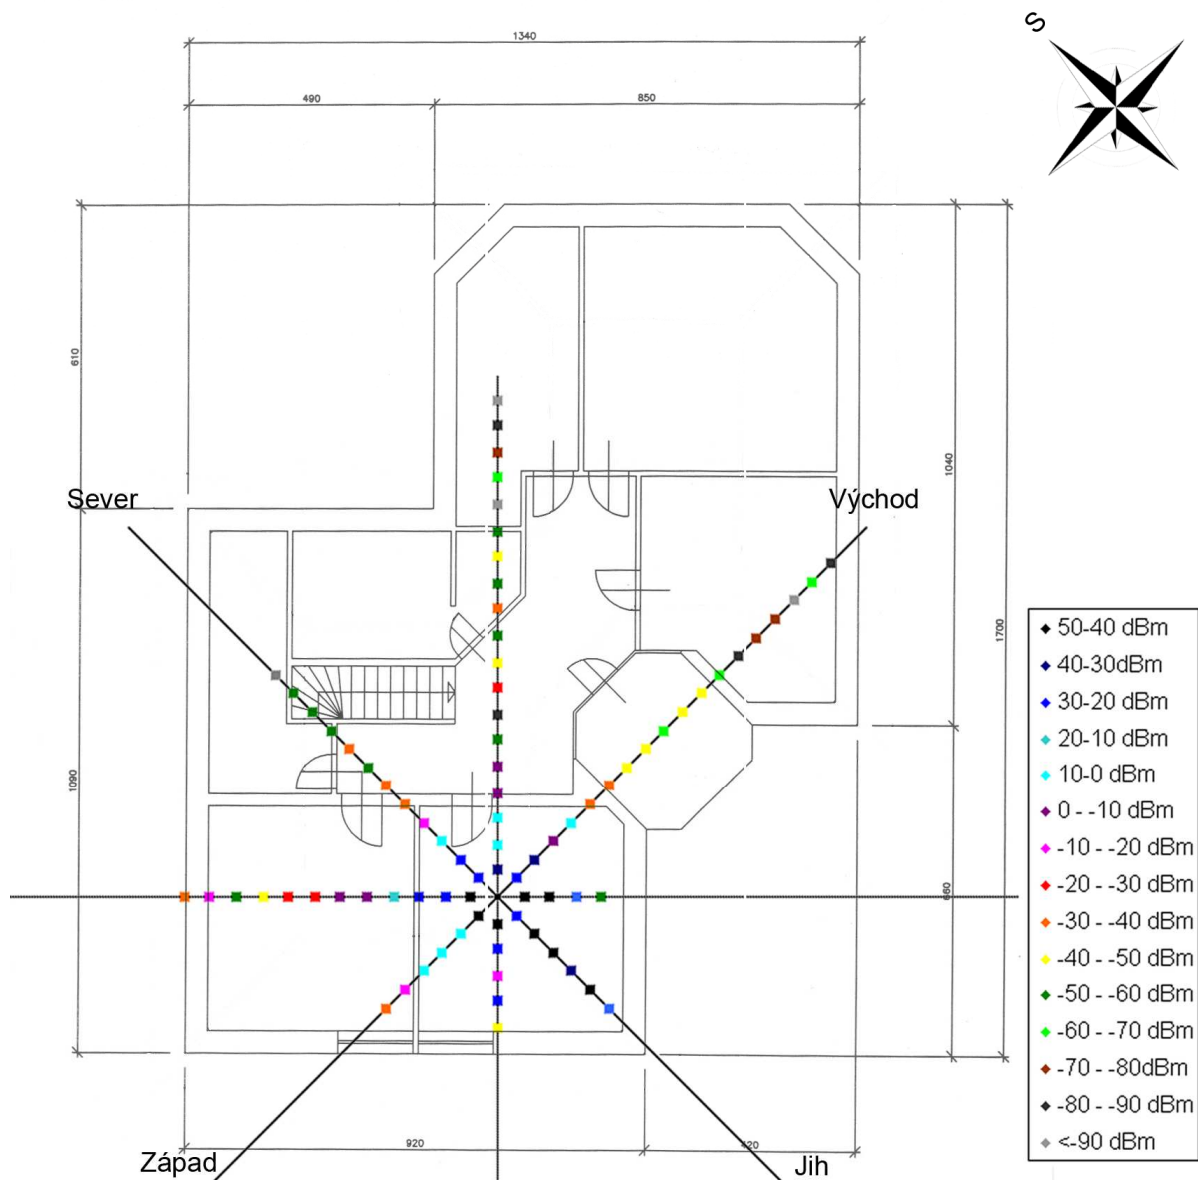 S
1340
490
850
610
1040
Sever
Východ
1700
1090
660
920
420
Západ
Jih
50-40 dBm
40-30dBm
30-20 dBm
20-10 dBm
10-0 dBm
0 --10 dBm
-10 --20 dBm
-20 --30 dBm
-30 --40 dBm
-40 --50 dBm
-50 --60 dBm
-60 --70 dBm
-70 --80dBm
-80 --90 dBm
<-90 dBm